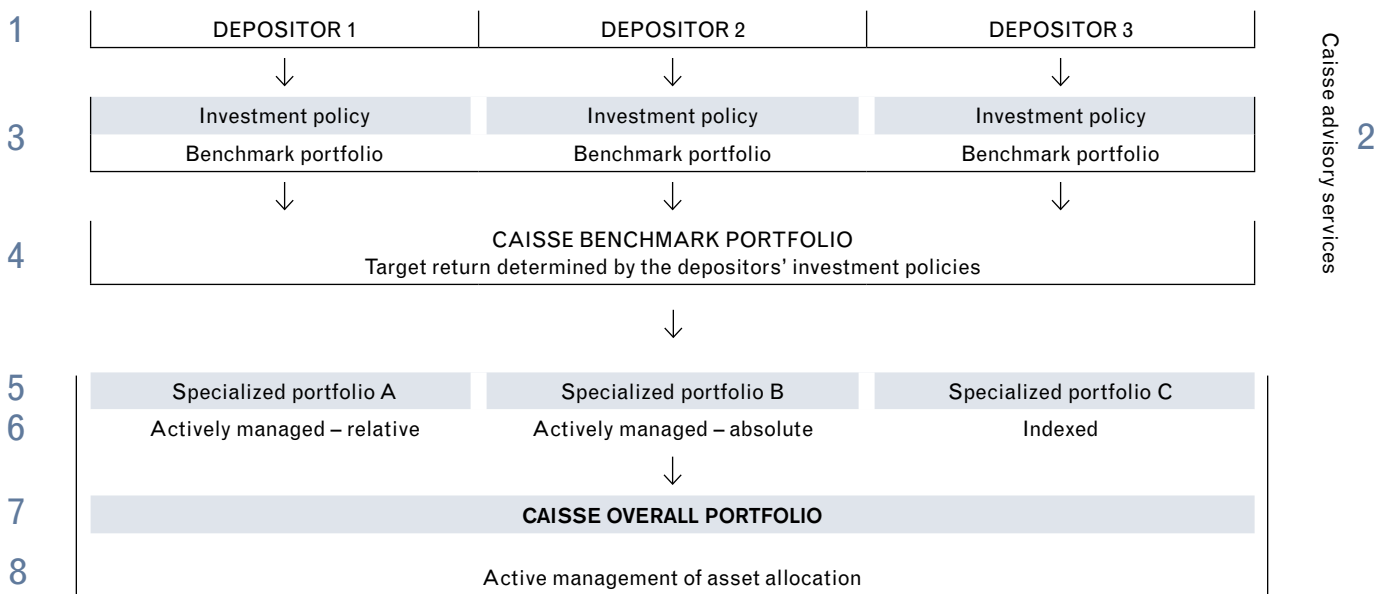 1 DEPOSITOR 1 DEPOSITOR 2 DEPOSITOR 3
Caisse advisory services
2
3 Investment policy Investment policy Investment policy
Benchmark portfolio Benchmark portfolio Benchmark portfolio
4 CAISSE BENCHMARK PORTFOLIO
Target return determined by the depositors’ investment policies
5 Specialized portfolio A Specialized portfolio B Specialized portfolio C
6 Actively managed – relative Actively managed – absolute Indexed
7 CAISSE OVERALL PORTFOLIO
8 Active management of asset allocation